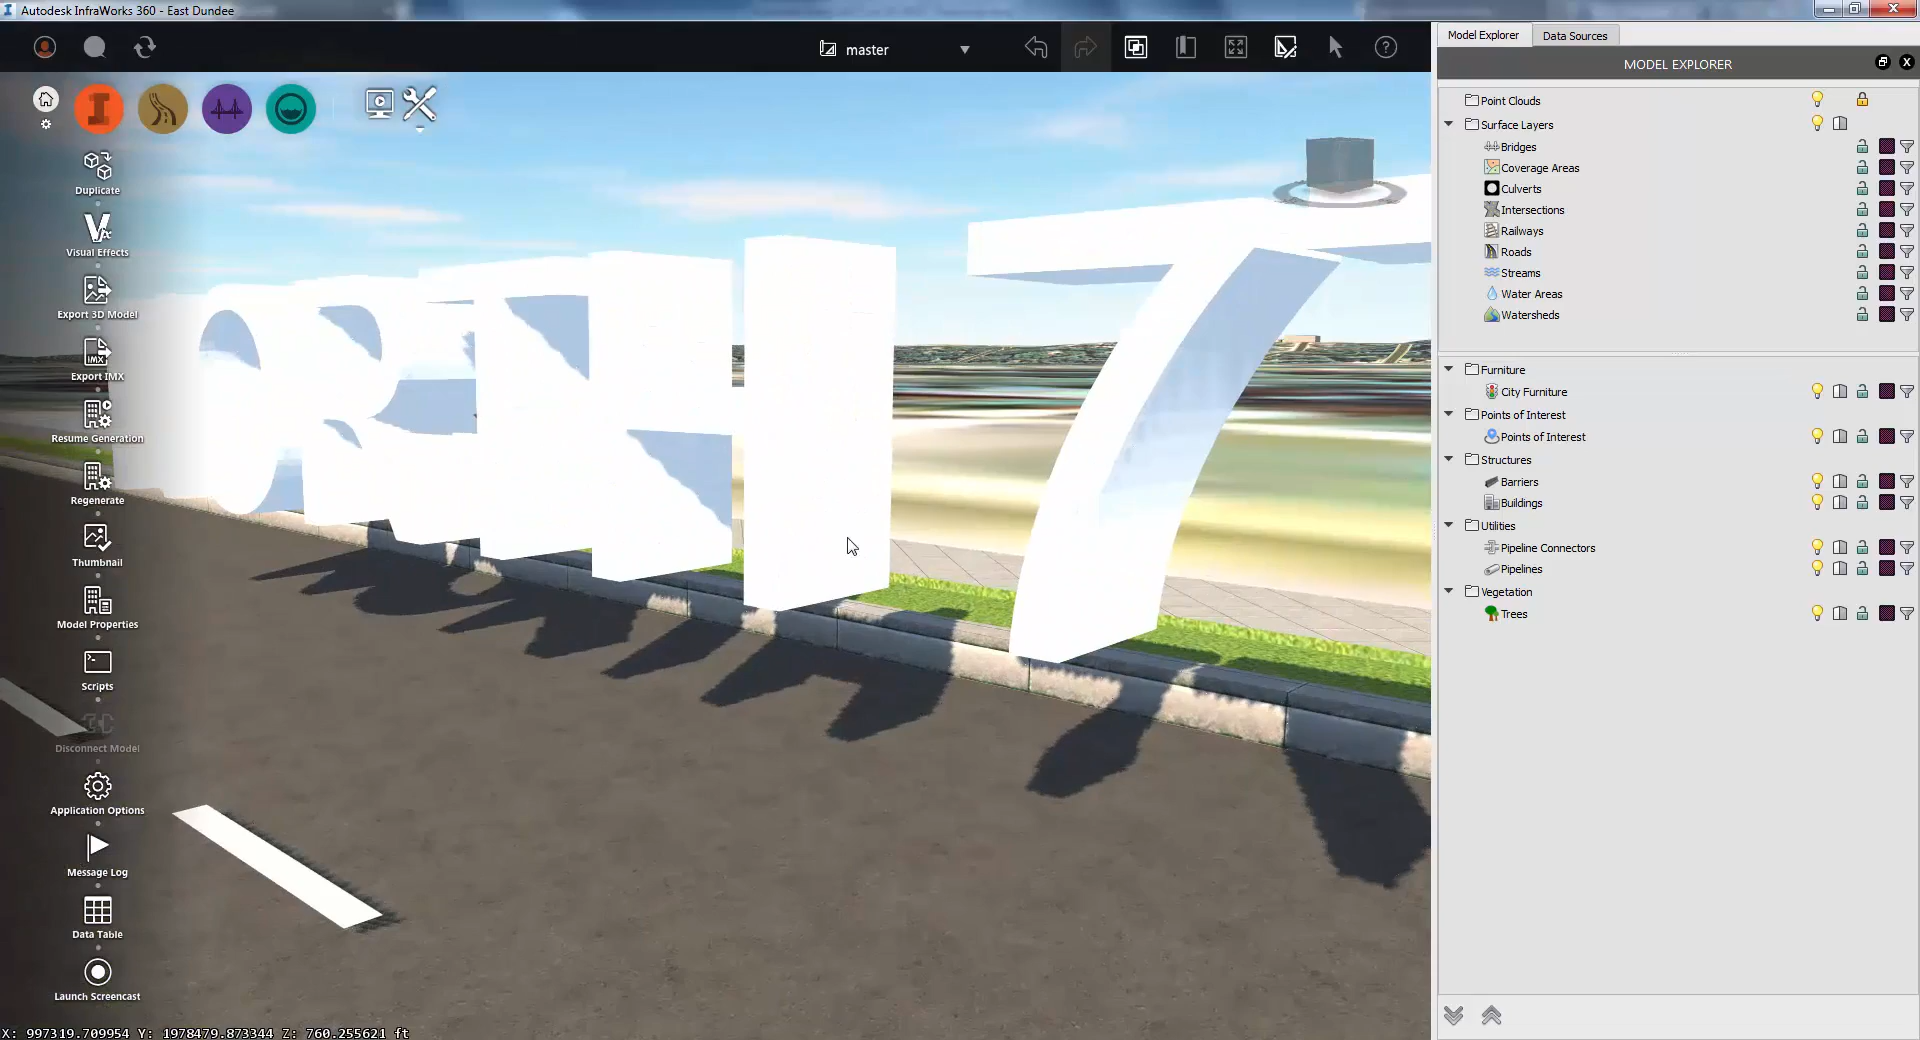 Autodesk InfraWorks 360 - East Dundee
master
Model Explorer
Data Sources
MODEL EXPLORER
Point Clouds
Surface Layers
Bridges
Coverage Areas
Culverts
Intersections
Railways
Roads
Streams
Water Areas
Watersheds
Furniture
City Furniture
Points of Interest
Points of Interest
Structures
Barriers
Buildings
Utilities
Pipeline Connectors
Pipelines
Vegetation
Trees
Duplicate
Visual Effects
Export 3D Model
IMX
Export IMX
Resume Generation
Regenerate
Thumbnail
Model Properties
Scripts
Disconnect Model
Application Options
Message Log
Data Table
Launch Screencast
X: 997319.709954 Y: 1978479.873344 Z: 760.255621 ft